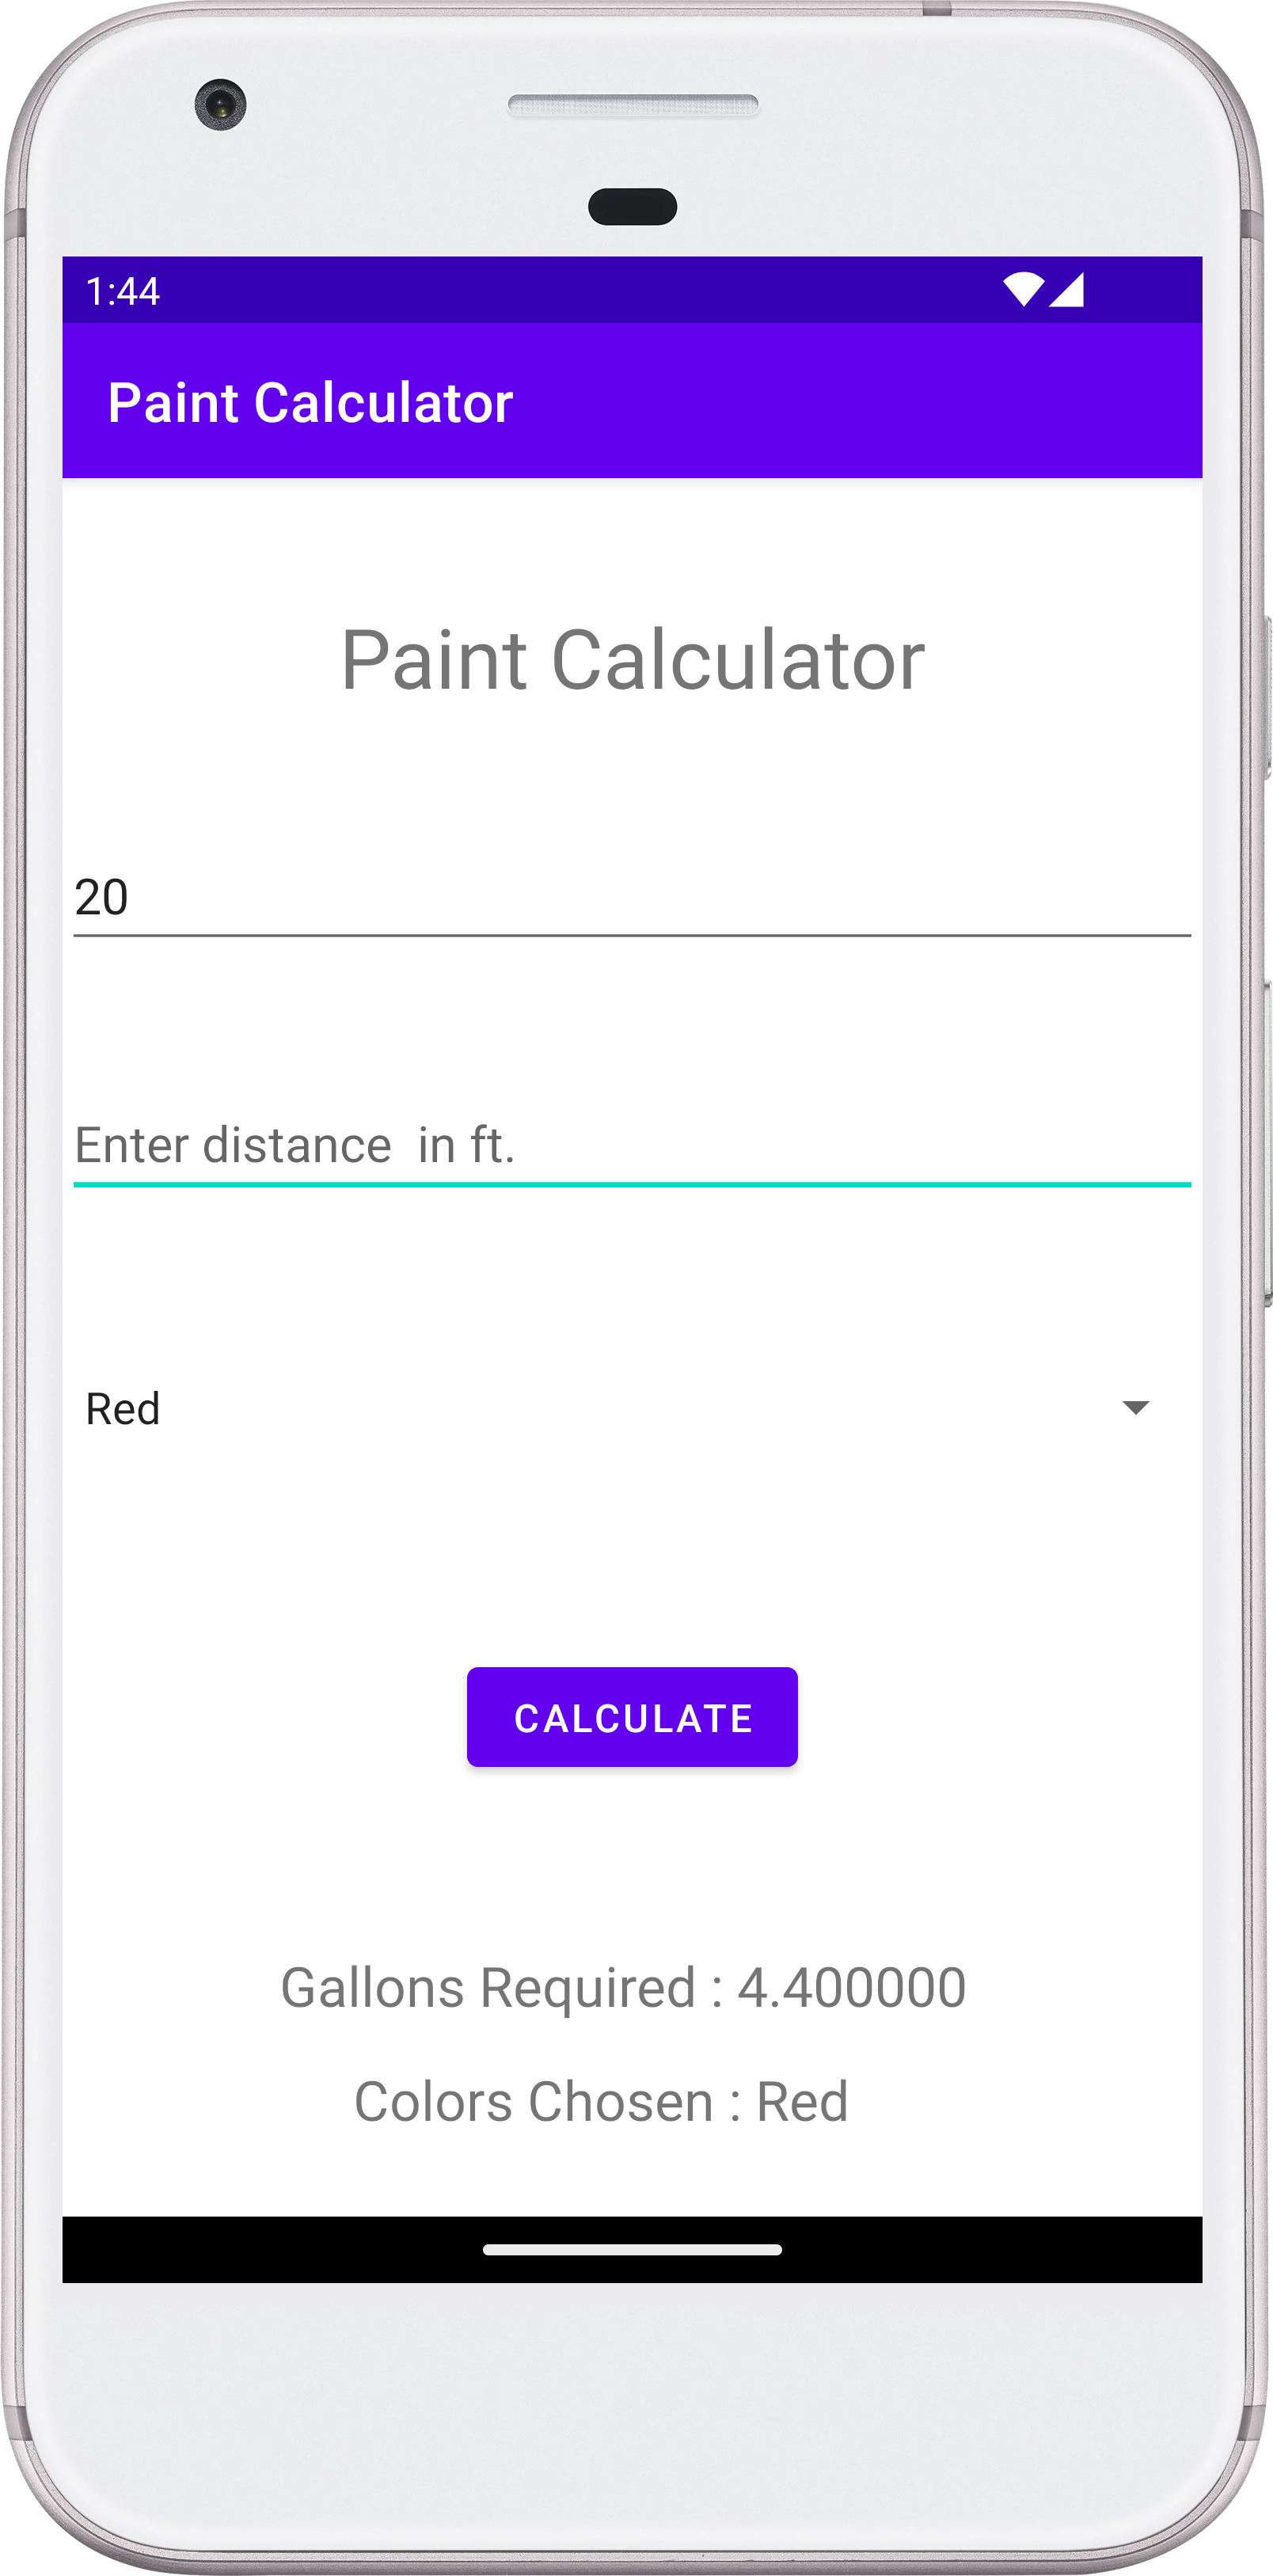 1:44
Paint Calculator
Paint Calculator
20
Enter distance  in ft.
Red
CALCULATE
Gallons Required : 4.400000
Colors Chosen : Red